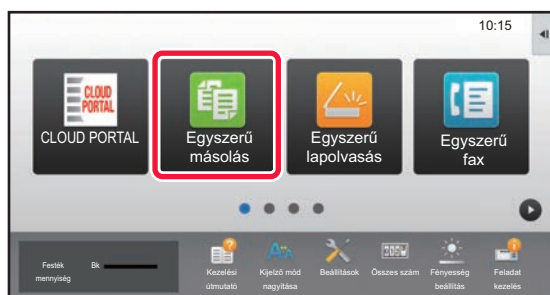 10:15
CLOUD
PORTAL
CLOUD PORTAL
Egyszerű
másolás
Egyszerű
lapolvasás
Egyszerű
fax
Festék
mennyiség
Bk
Kezelési
útmutató
Kijelző mód
nagyítása
Beállítások
Összes szám
Fényesség
beállítás
Feladat
kezelés